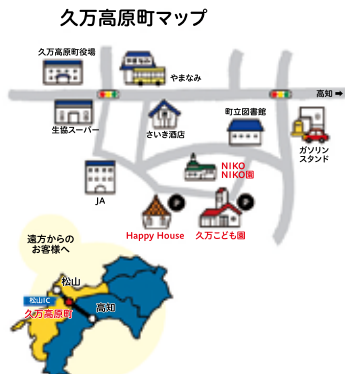 久万高原町マップ
久万高原町役場
やまなみ
高知
生協スーパー
さいき酒店
町立図書館
ガソリン
スタンド
JA
NIKO
NIKO園
P
P
Happy House
久万こども園
遠方からの
お客様へ
松山
松山IC
高知
久万高原町